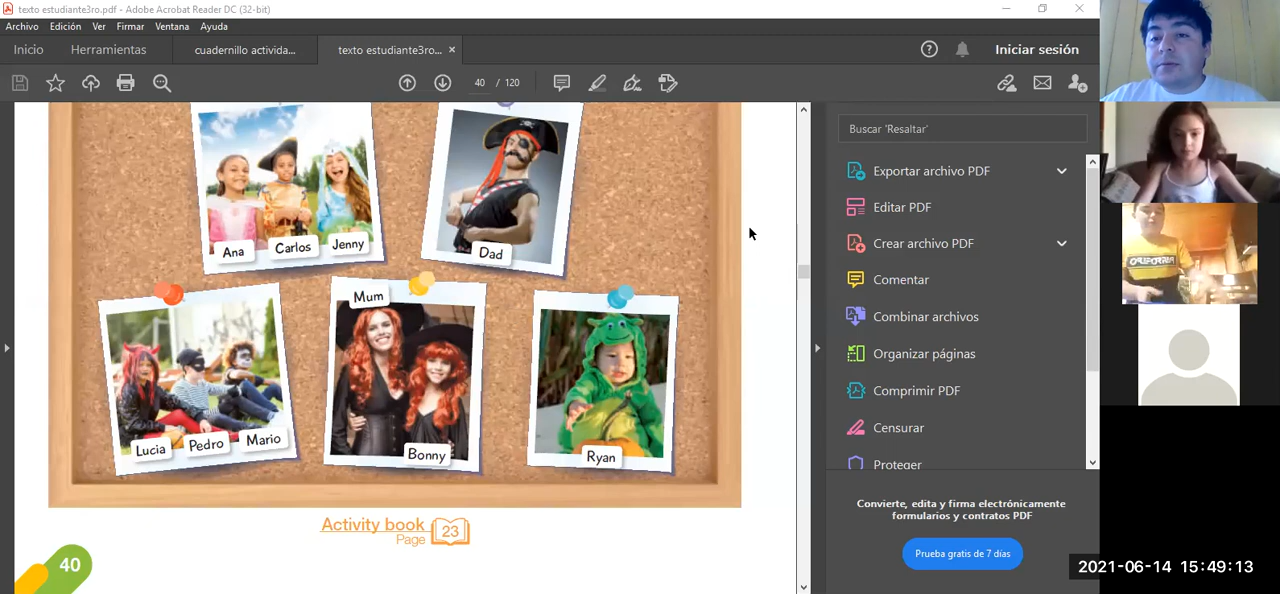 texto estudiante3ro.pdf - Adobe Acrobat Reader DC (32-bit)
Archivo Edición Ver Firmar Ventana Ayuda
Inicio Herramientas cuadernillo activida... texto estudiante3ro... × Iniciar sesión
40 / 120
Buscar 'Resaltar'
Exportar archivo PDF
Editar PDF
Crear archivo PDF
Comentar
Combinar archivos
Organizar páginas
Comprimir PDF
Censurar
Proteger
Convierte, edita y firma electrónicamente
formularios y contratos PDF
Prueba gratis de 7 días
Ana Carlos Jenny
Dad
Lucia Pedro Mario
Mum
Bonny
Ryan
Activity book 23
Page
40
CALIFORNIA
2021-06-14 15:49:13